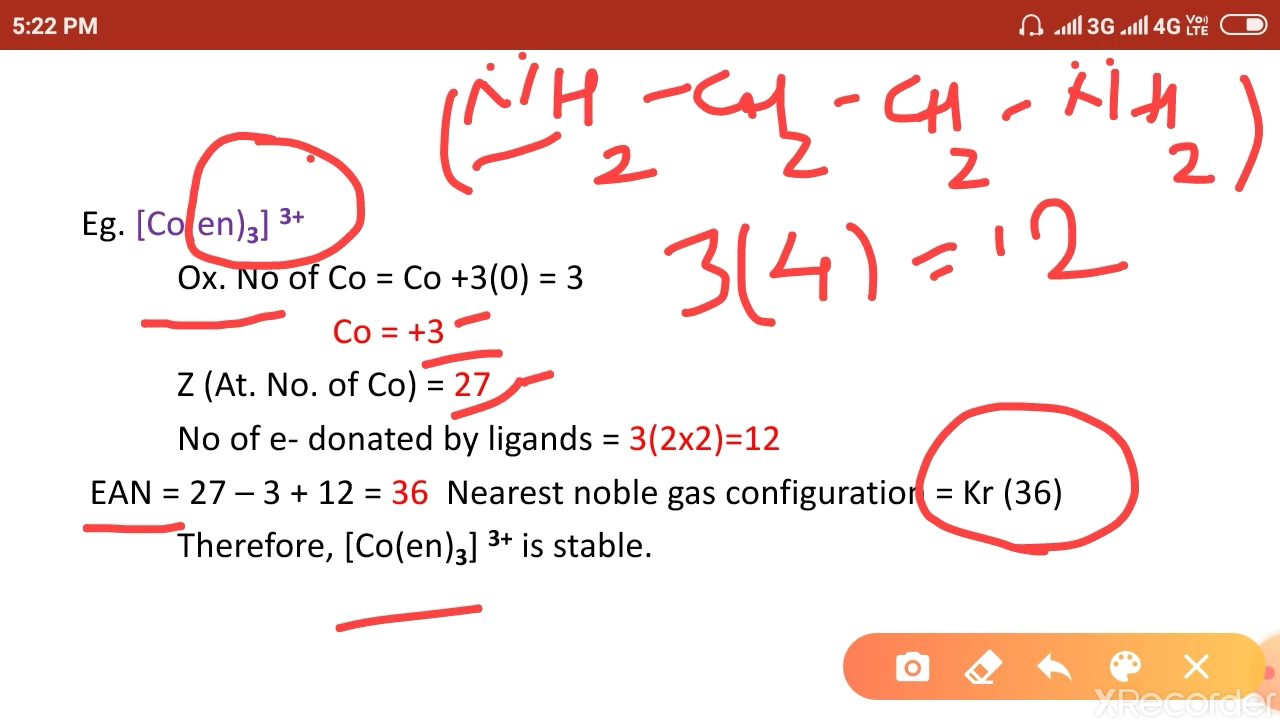 5:22 PM 3G 4G Vo)) LTE
(NH2 - CH2 - CH2 - NH2)
Eg. [Co(en)3] 3+
3(4) = 12
Ox. No of Co = Co +3(0) = 3
Co = +3
Z (At. No. of Co) = 27
No of e- donated by ligands = 3(2x2)=12
EAN = 27 – 3 + 12 = 36 Nearest noble gas configuration = Kr (36)
Therefore, [Co(en)3] 3+ is stable.
XRecorder